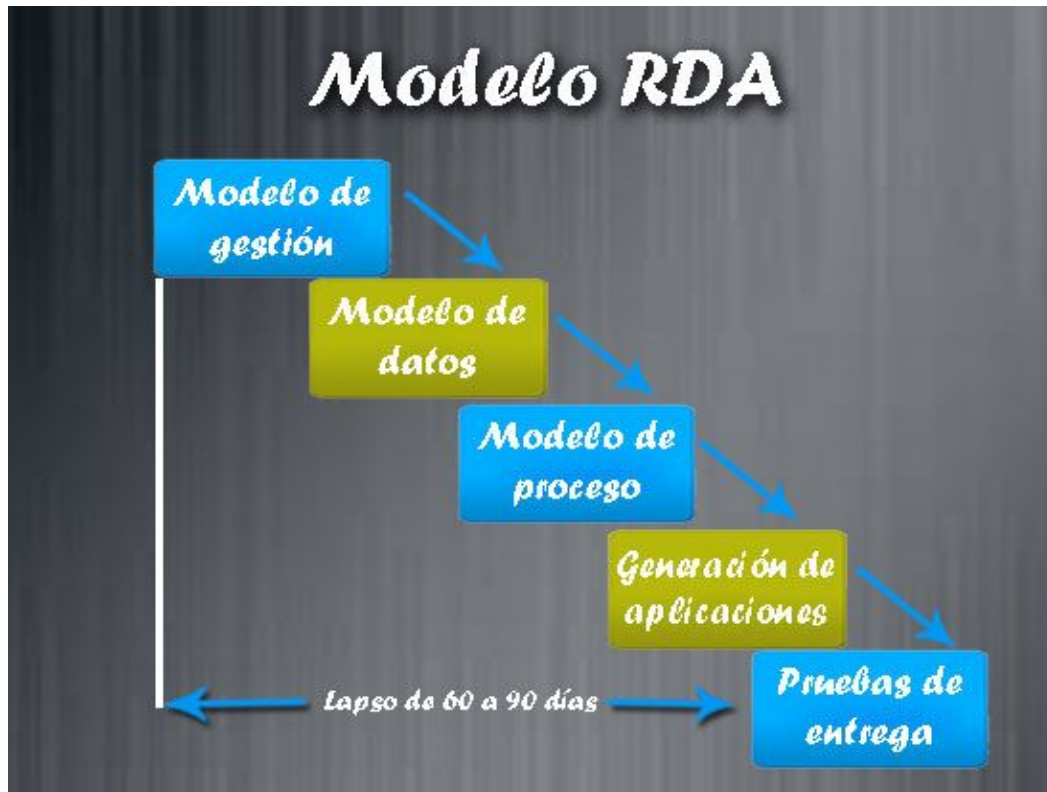 Modelo RDA
Modelo de
gestión
Modelo de
datos
Modelo de
proceso
Generación de
aplicaciones
Pruebas de
entrega
Lapso de 60 a 90 días